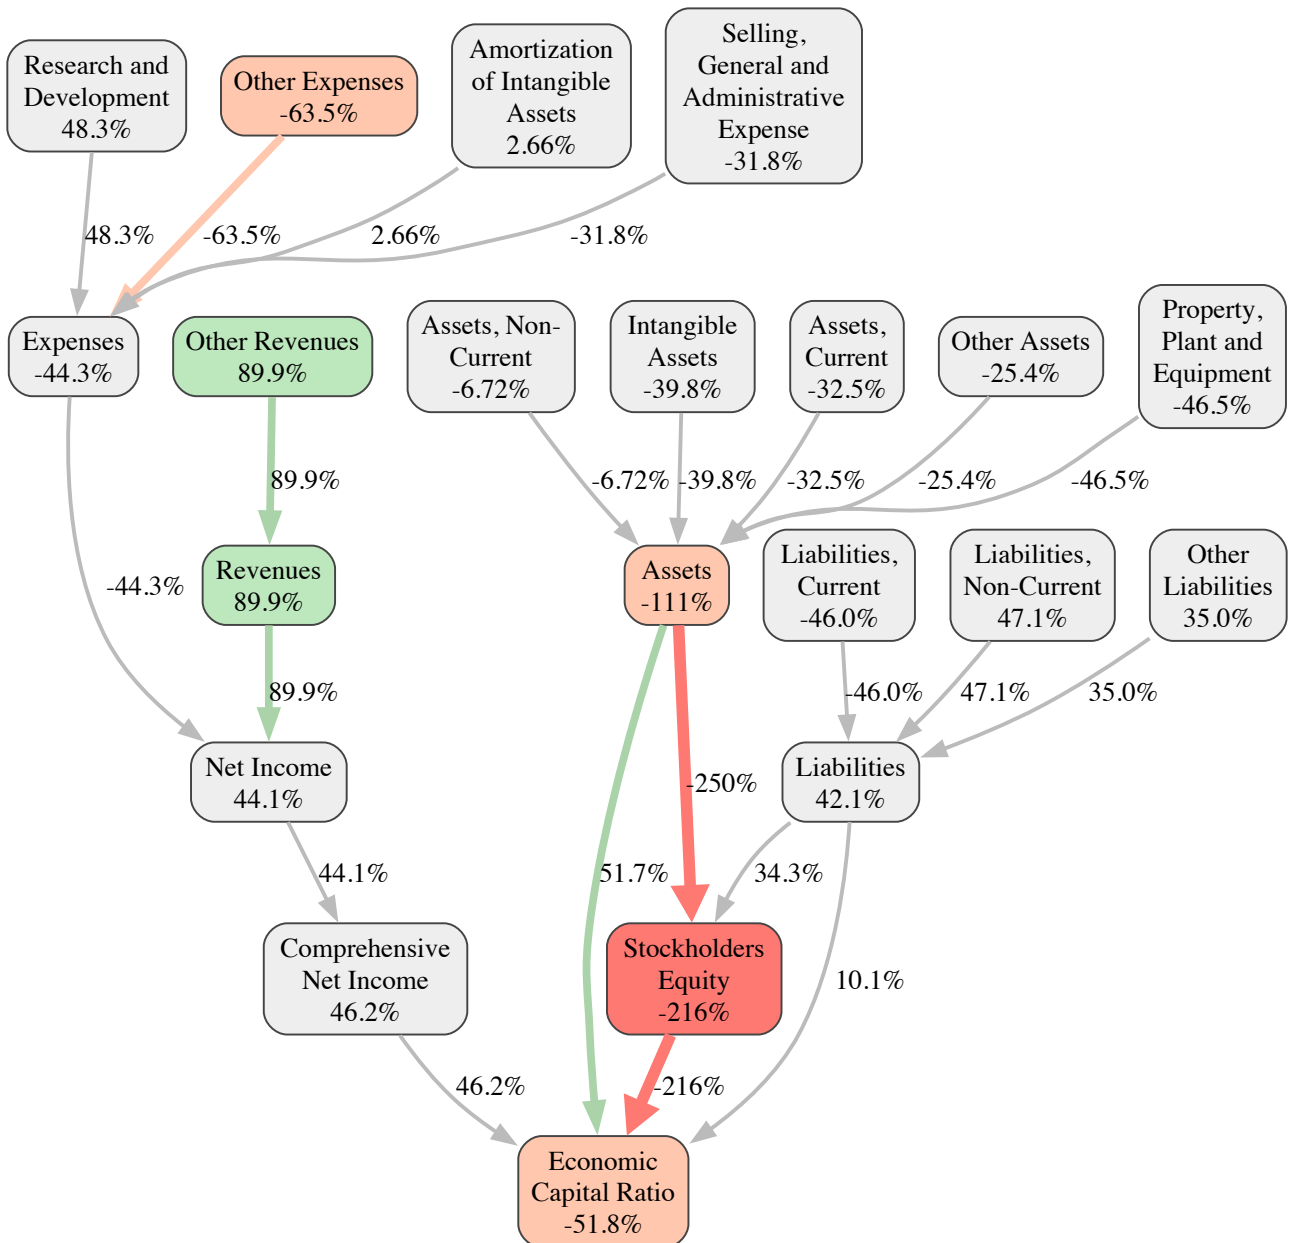 Research and
Development
48.3%
Other Expenses
-63.5%
Amortization
of Intangible
Assets
2.66%
Selling,
General and
Administrative
Expense
-31.8%
48.3%
-63.5%
2.66%
-31.8%
Expenses
-44.3%
Other Revenues
89.9%
Assets, Non-
Current
-6.72%
Intangible
Assets
-39.8%
Assets,
Current
-32.5%
Other Assets
-25.4%
Property,
Plant and
Equipment
-46.5%
89.9%
-6.72%
-39.8%
-32.5%
-25.4%
-46.5%
-44.3%
Revenues
89.9%
Assets
-111%
Liabilities,
Current
-46.0%
Liabilities,
Non-Current
47.1%
Other
Liabilities
35.0%
89.9%
-46.0%
47.1%
35.0%
Net Income
44.1%
-250%
Liabilities
42.1%
44.1%
51.7%
34.3%
Comprehensive
Net Income
46.2%
Stockholders
Equity
-216%
10.1%
46.2%
-216%
Economic
Capital Ratio
-51.8%